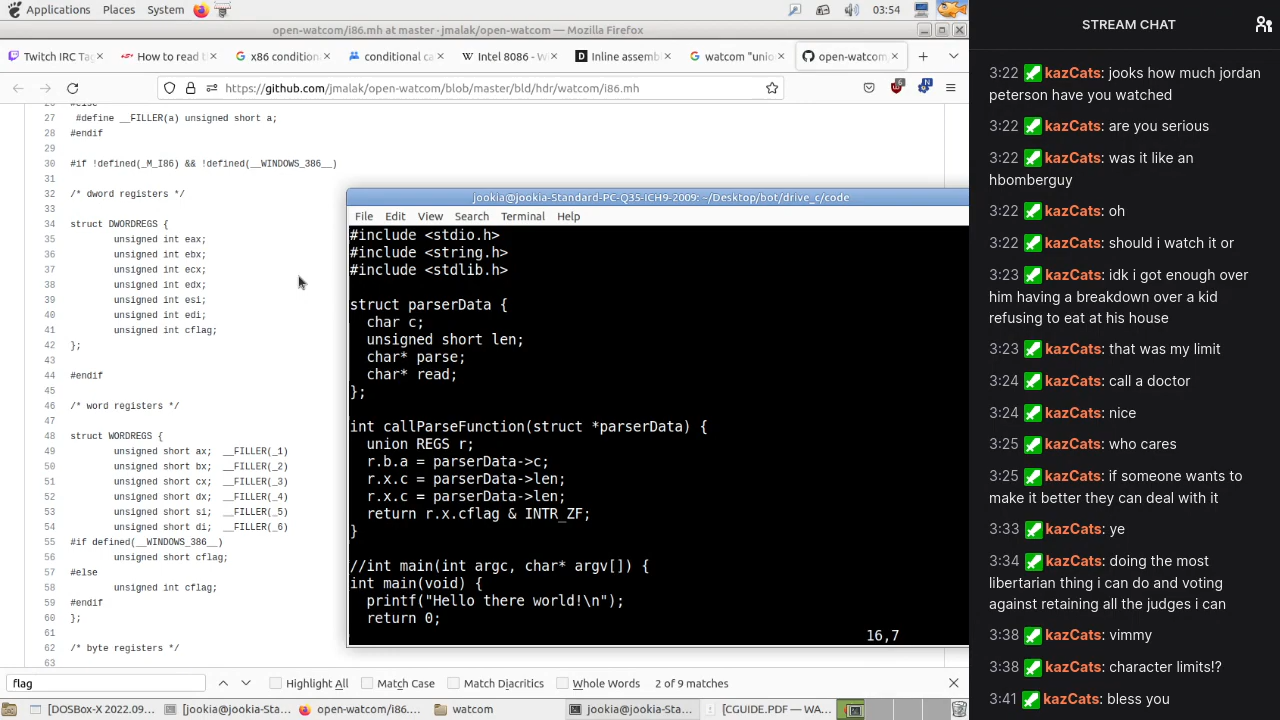 Applications Places System 03:54
open-watcom/i86.mh at master · jmalak/open-watcom — Mozilla Firefox
Twitch IRC Tag How to read t x86 condition conditional ca Intel 8086 - Wi Inline assemb watcom "unio open-watcom
https://github.com/jmalak/open-watcom/blob/master/bld/hdr/watcom/i86.mh
27 #define __FILLER(a) unsigned short a;
28 #endif
29
30 #if !defined(_M_I86) && !defined(__WINDOWS_386__)
31
32 /* dword registers */
33
34 struct DWORDREGS {
35 unsigned int eax;
36 unsigned int ebx;
37 unsigned int ecx;
38 unsigned int edx;
39 unsigned int esi;
40 unsigned int edi;
41 unsigned int cflag;
42 };
43
44 #endif
45
46 /* word registers */
47
48 struct WORDREGS {
49 unsigned short ax; __FILLER(_1)
50 unsigned short bx; __FILLER(_2)
51 unsigned short cx; __FILLER(_3)
52 unsigned short dx; __FILLER(_4)
53 unsigned short si; __FILLER(_5)
54 unsigned short di; __FILLER(_6)
55 #if defined(__WINDOWS_386__)
56 unsigned short cflag;
57 #else
58 unsigned int cflag;
59 #endif
60 };
61
62 /* byte registers */
63
jookia@jookia-Standard-PC-Q35-ICH9-2009: ~/Desktop/bot/drive_c/code
File Edit View Search Terminal Help
#include <stdio.h>
#include <string.h>
#include <stdlib.h>
struct parserData {
char c;
unsigned short len;
char* parse;
char* read;
};
int callParseFunction(struct *parserData) {
union REGS r;
r.b.a = parserData->c;
r.x.c = parserData->len;
r.x.c = parserData->len;
return r.x.cflag & INTR_ZF;
}
//int main(int argc, char* argv[]) {
int main(void) {
printf("Hello there world!\n");
return 0;
16,7
flag Highlight All Match Case Match Diacritics Whole Words 2 of 9 matches
[DOSBox-X 2022.09... [jookia@jookia-Sta... open-watcom/i86.... watcom jookia@jookia-Sta... [CGUIDE.PDF — WA...
STREAM CHAT
3:22 kazCats: jooks how much jordan
peterson have you watched
3:22 kazCats: are you serious
3:22 kazCats: was it like an
hbomberguy
3:22 kazCats: oh
3:22 kazCats: should i watch it or
3:23 kazCats: idk i got enough over
him having a breakdown over a kid
refusing to eat at his house
3:23 kazCats: that was my limit
3:24 kazCats: call a doctor
3:24 kazCats: nice
3:25 kazCats: who cares
3:25 kazCats: if someone wants to
make it better they can deal with it
3:33 kazCats: ye
3:34 kazCats: doing the most
libertarian thing i can do and voting
against retaining all the judges i can
3:38 kazCats: vimmy
3:38 kazCats: character limits!?
3:41 kazCats: bless you